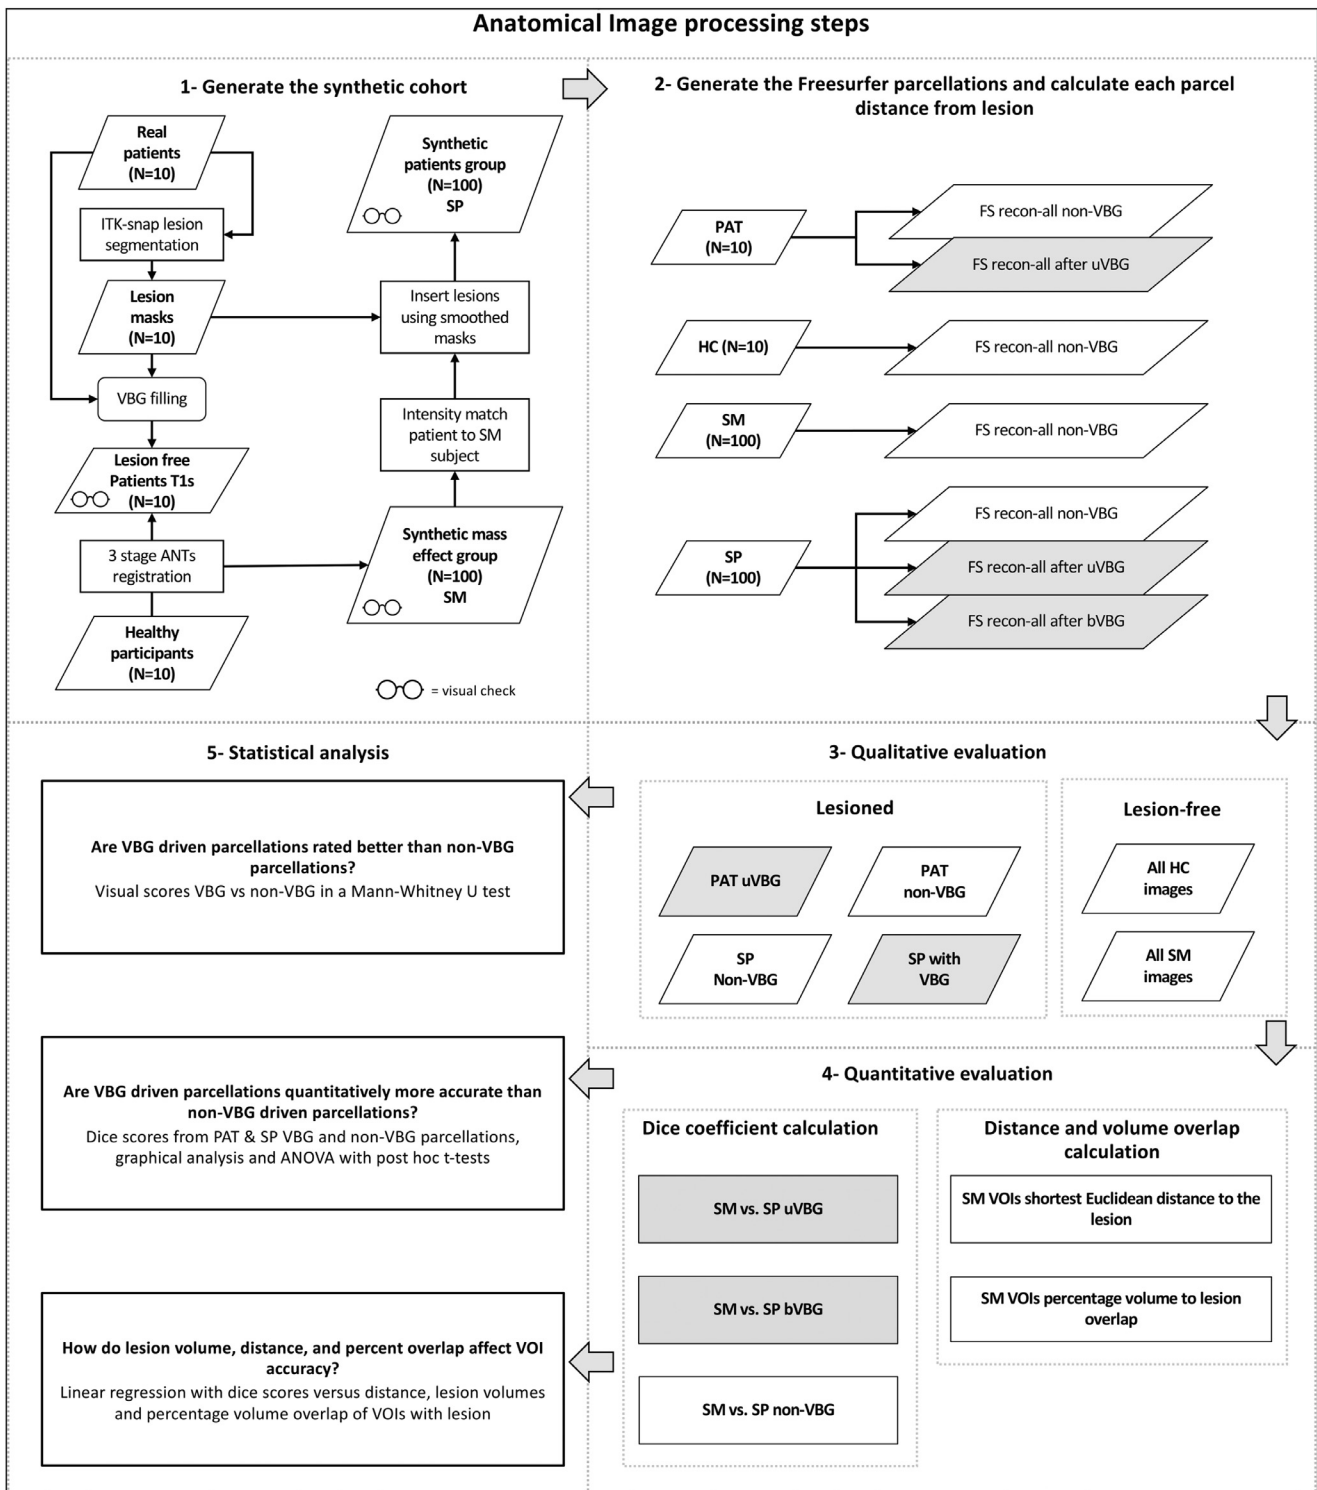 Anatomical Image processing steps
1- Generate the synthetic cohort
Real
patients
(N=10)
ITK-snap lesion
segmentation
Lesion
masks
(N=10)
VBG filling
Lesion free
Patients T1s
(N=10)
3 stage ANTs
registration
Healthy
participants
(N=10)
Synthetic
patients group
(N=100)
SP
Insert lesions
using smoothed
masks
Intensity match
patient to SM
subject
Synthetic mass
effect group
(N=100)
SM
= visual check
2- Generate the Freesurfer parcellations and calculate each parcel
distance from lesion
PAT
(N=10)
FS recon-all non-VBG
FS recon-all after uVBG
HC (N=10)
FS recon-all non-VBG
SM
(N=100)
FS recon-all non-VBG
SP
(N=100)
FS recon-all non-VBG
FS recon-all after uVBG
FS recon-all after bVBG
3- Qualitative evaluation
Lesioned
PAT uVBG
PAT
non-VBG
SP
Non-VBG
SP with
VBG
Lesion-free
All HC
images
All SM
images
4- Quantitative evaluation
Dice coefficient calculation
SM vs. SP uVBG
SM vs. SP bVBG
SM vs. SP non-VBG
Distance and volume overlap
calculation
SM VOIs shortest Euclidean distance to the
lesion
SM VOIs percentage volume to lesion
overlap
5- Statistical analysis
Are VBG driven parcellations rated better than non-VBG
parcellations?
Visual scores VBG vs non-VBG in a Mann-Whitney U test
Are VBG driven parcellations quantitatively more accurate than
non-VBG driven parcellations?
Dice scores from PAT & SP VBG and non-VBG parcellations,
graphical analysis and ANOVA with post hoc t-tests
How do lesion volume, distance, and percent overlap affect VOI
accuracy?
Linear regression with dice scores versus distance, lesion volumes
and percentage volume overlap of VOIs with lesion